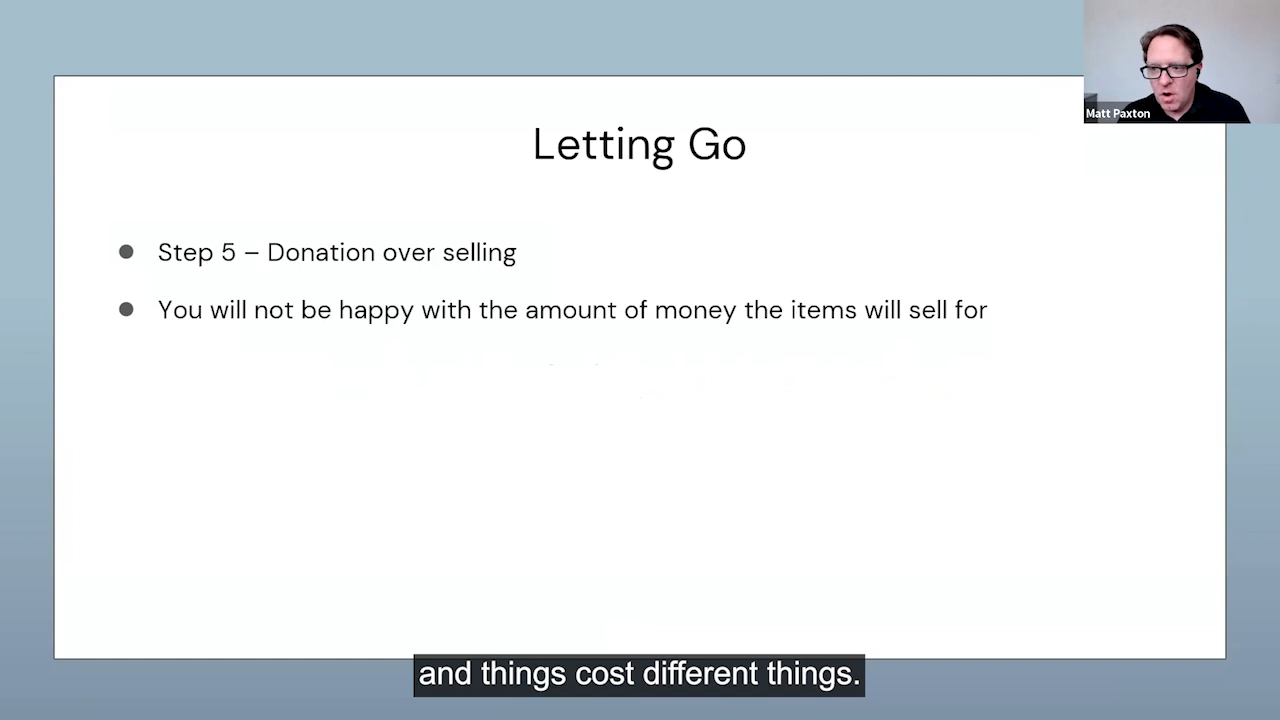 Matt Paxton
Letting Go
Step 5 – Donation over selling
You will not be happy with the amount of money the items will sell for
and things cost different things.